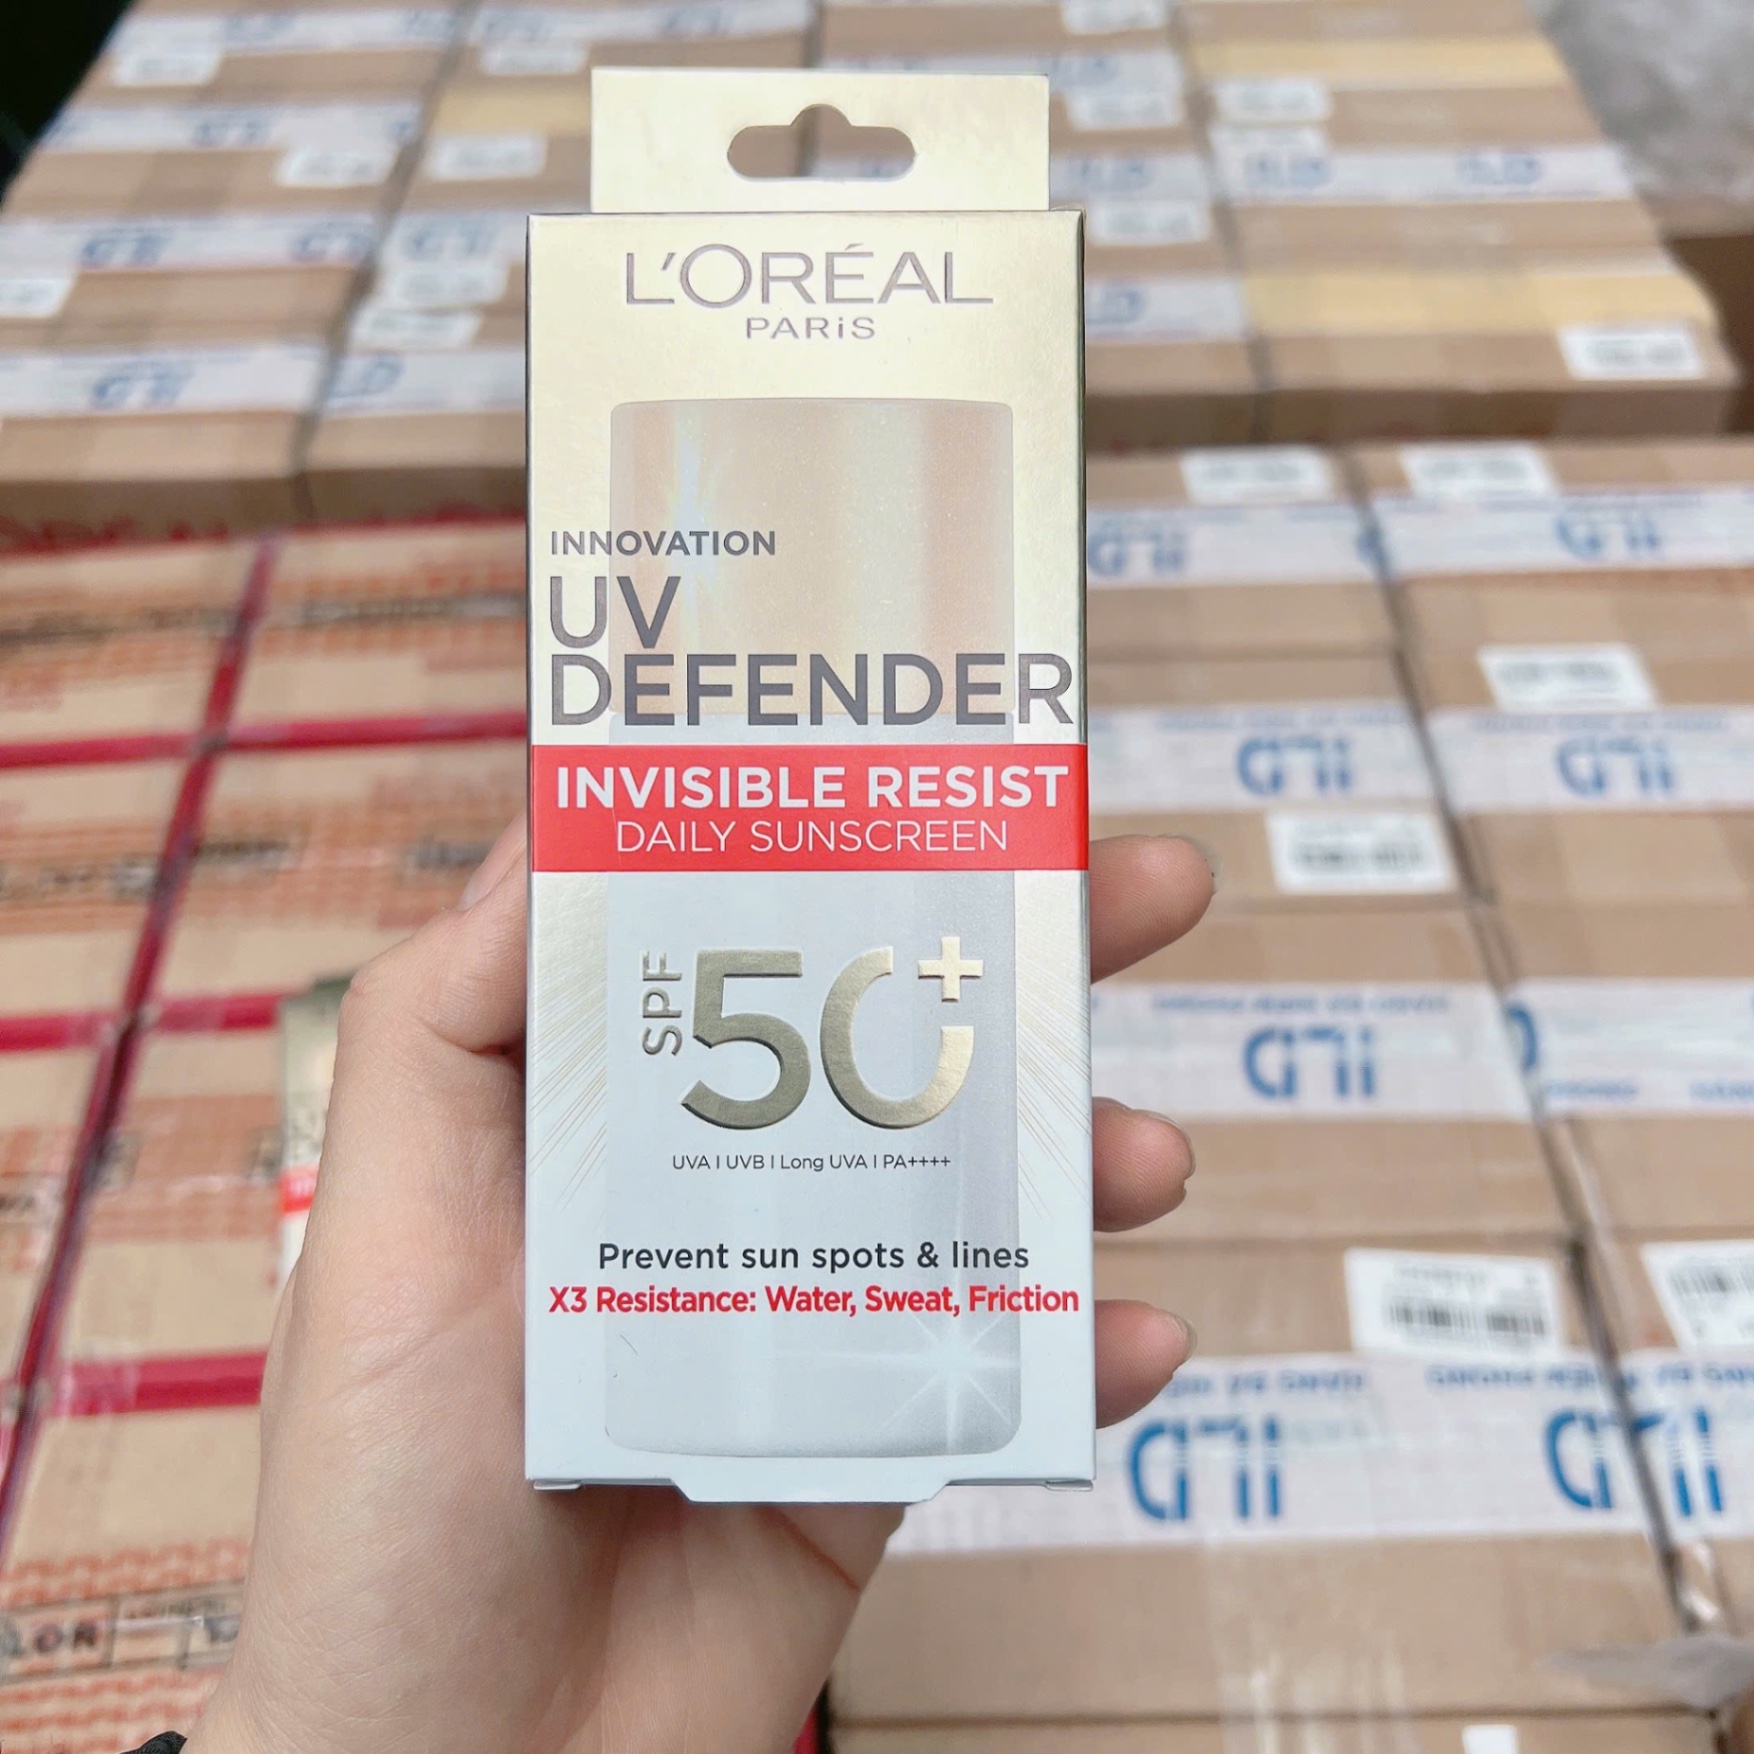 L'ORÉAL
PARiS
INNOVATION
UV
DEFENDER
INVISIBLE RESIST
DAILY SUNSCREEN
SPF 50+
UVA I UVB I Long UVA I PA++++
Prevent sun spots & lines
X3 Resistance: Water, Sweat, Friction